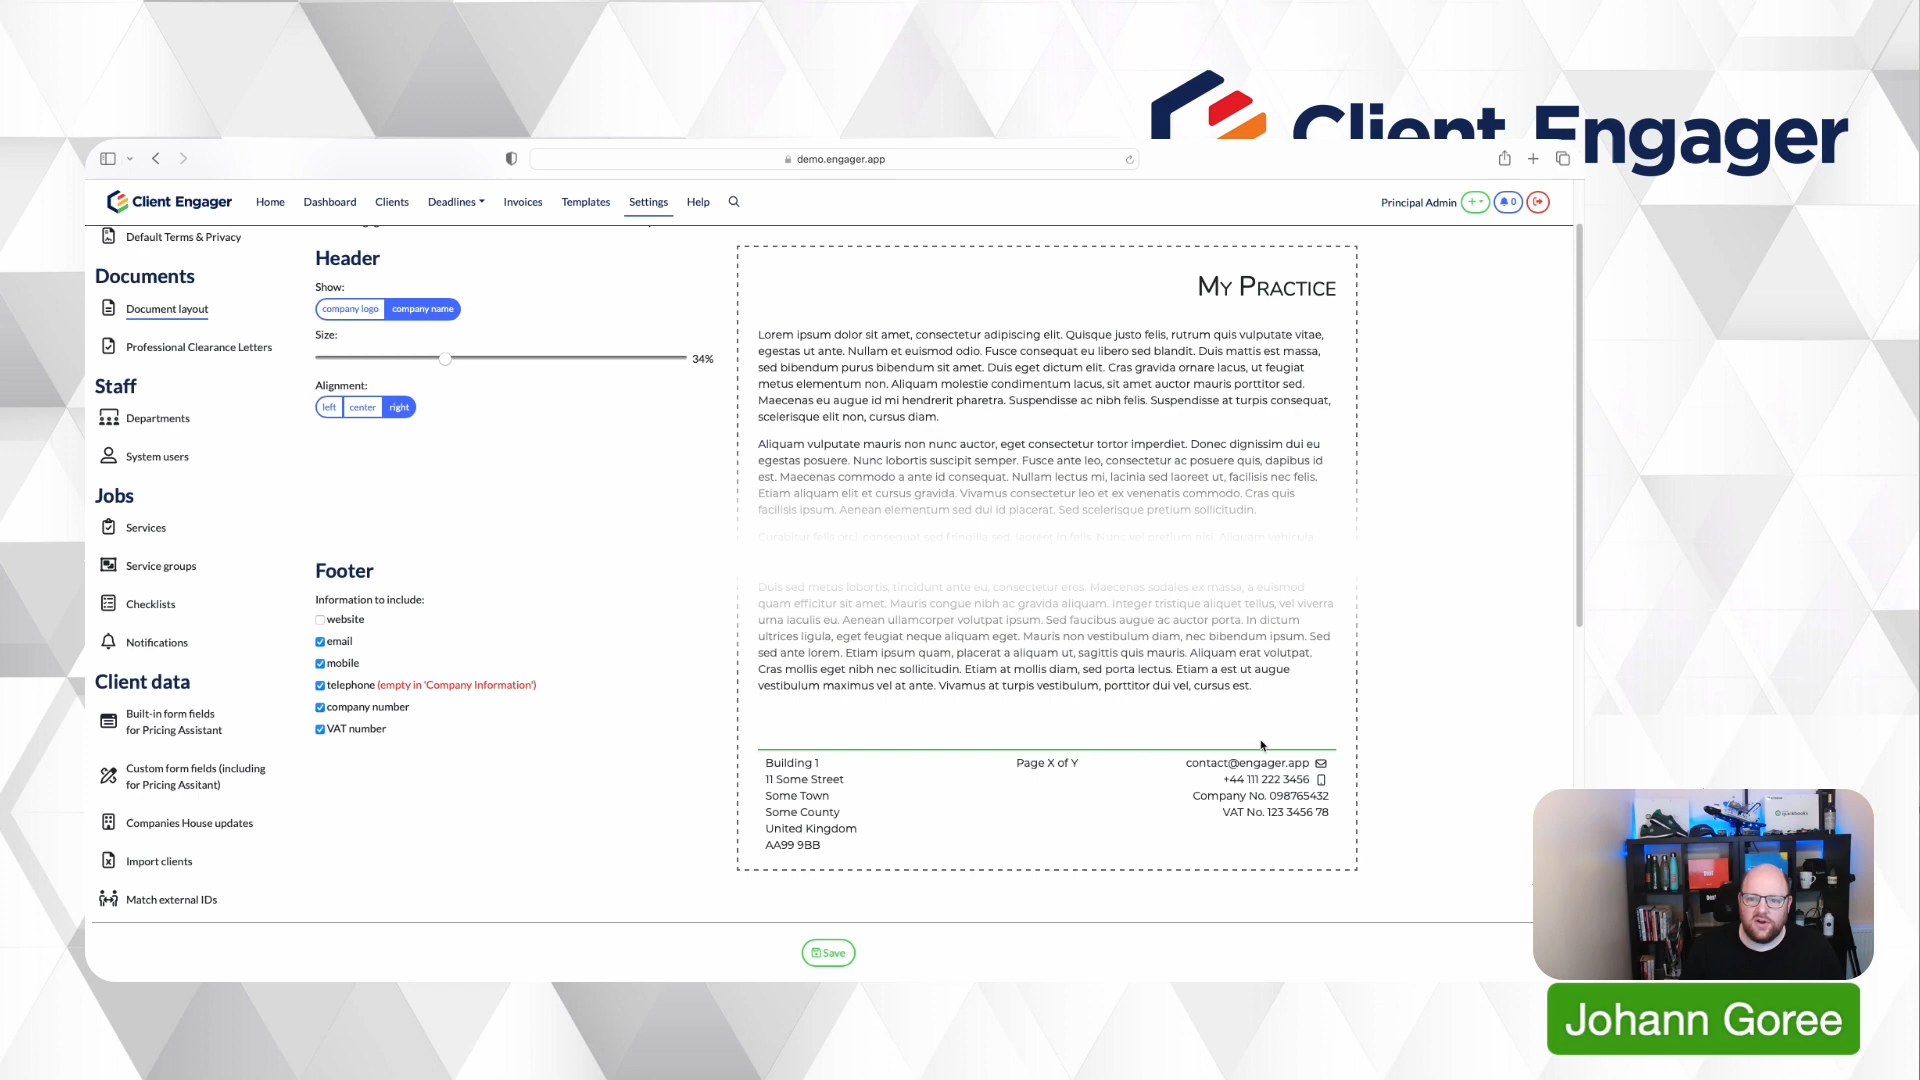 Client Engager
demo.engager.app
Client Engager
Home
Dashboard
Clients
Deadlines
Invoices
Templates
Settings
Help
Principal Admin
0
Default Terms & Privacy
Documents
Document layout
Professional Clearance Letters
Staff
Departments
System users
Jobs
Services
Service groups
Checklists
Notifications
Client data
Built-in form fields
for Pricing Assistant
Custom form fields (including
for Pricing Assitant)
Companies House updates
Import clients
Match external IDs
Header
Show:
company logo
company name
Size:
34%
Alignment:
left
center
right
Footer
Information to include:
website
email
mobile
telephone (empty in 'Company Information')
company number
VAT number
My Practice
Lorem ipsum dolor sit amet, consectetur adipiscing elit. Quisque justo felis, rutrum quis vulputate vitae,
egestas ut ante. Nullam et euismod odio. Fusce consequat eu libero sed blandit. Duis mattis est massa,
sed bibendum purus bibendum sit amet. Duis eget dictum elit. Cras gravida ornare lacus, ut feugiat
metus elementum non. Aliquam molestie condimentum lacus, sit amet auctor mauris porttitor sed.
Maecenas eu augue id mi hendrerit pharetra. Suspendisse ac nibh felis. Suspendisse at turpis consequat,
scelerisque elit non, cursus diam.
Aliquam vulputate mauris non nunc auctor, eget consectetur tortor imperdiet. Donec dignissim dui eu
egestas posuere. Nunc lobortis suscipit semper. Fusce ante leo, consectetur ac posuere quis, dapibus id
est. Maecenas commodo a ante id consequat. Nullam lectus mi, lacinia sed laoreet ut, facilisis nec felis.
Etiam aliquam elit et cursus gravida. Vivamus consectetur leo et ex venenatis commodo. Cras quis
facilisis ipsum. Aenean elementum sed dui id placerat. Sed scelerisque pretium sollicitudin.
Curabitur felis orci, consequat sed fringilla sed, laoreet in felis. Nunc vel pretium nisl. Aliquam vehicula
Duis sed metus lobortis, tincidunt ante eu, consectetur eros. Maecenas sodales ex massa, a euismod
quam efficitur sit amet. Mauris congue nibh ac gravida aliquam. Integer tristique aliquet tellus, vel viverra
urna iaculis eu. Aenean ullamcorper volutpat ipsum. Sed faucibus augue ac auctor porta. In dictum
ultrices ligula, eget feugiat neque aliquam eget. Mauris non vestibulum diam, nec bibendum ipsum. Sed
sed ante lorem. Etiam ipsum quam, placerat a aliquam ut, sagittis quis mauris. Aliquam erat volutpat.
Cras mollis eget nibh nec sollicitudin. Etiam at mollis diam, sed porta lectus. Etiam a est ut augue
vestibulum maximus vel at ante. Vivamus at turpis vestibulum, porttitor dui vel, cursus est.
Building 1
11 Some Street
Some Town
Some County
United Kingdom
AA99 9BB
Page X of Y
contact@engager.app
+44 111 222 3456
Company No. 098765432
VAT No. 123 3456 78
Save
quickbooks
Johann Goree